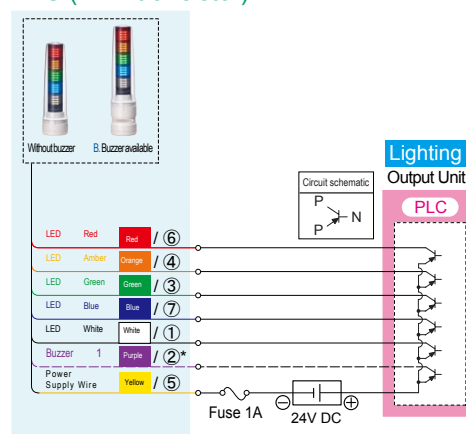 Without buzzer B. Buzzer available
Lighting
Output Unit
PLC
Circuit schematic
P
N
P
LED Red Red / ⑥
LED Amber Orange / ④
LED Green Green / ③
LED Blue Blue / ⑦
LED White White / ①
Buzzer 1 Purple / ②*
Power
Supply Wire Yellow / ⑤
Fuse 1A
⊖ ⊕
24V DC